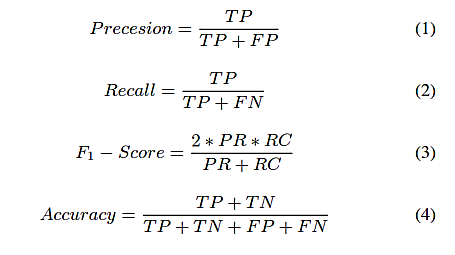 Precesion = TP / TP + FP (1)
Recall = TP / TP + FN (2)
F₁ − Score = 2 ∗ PR ∗ RC / PR + RC (3)
Accuracy = TP + TN / TP + TN + FP + FN (4)